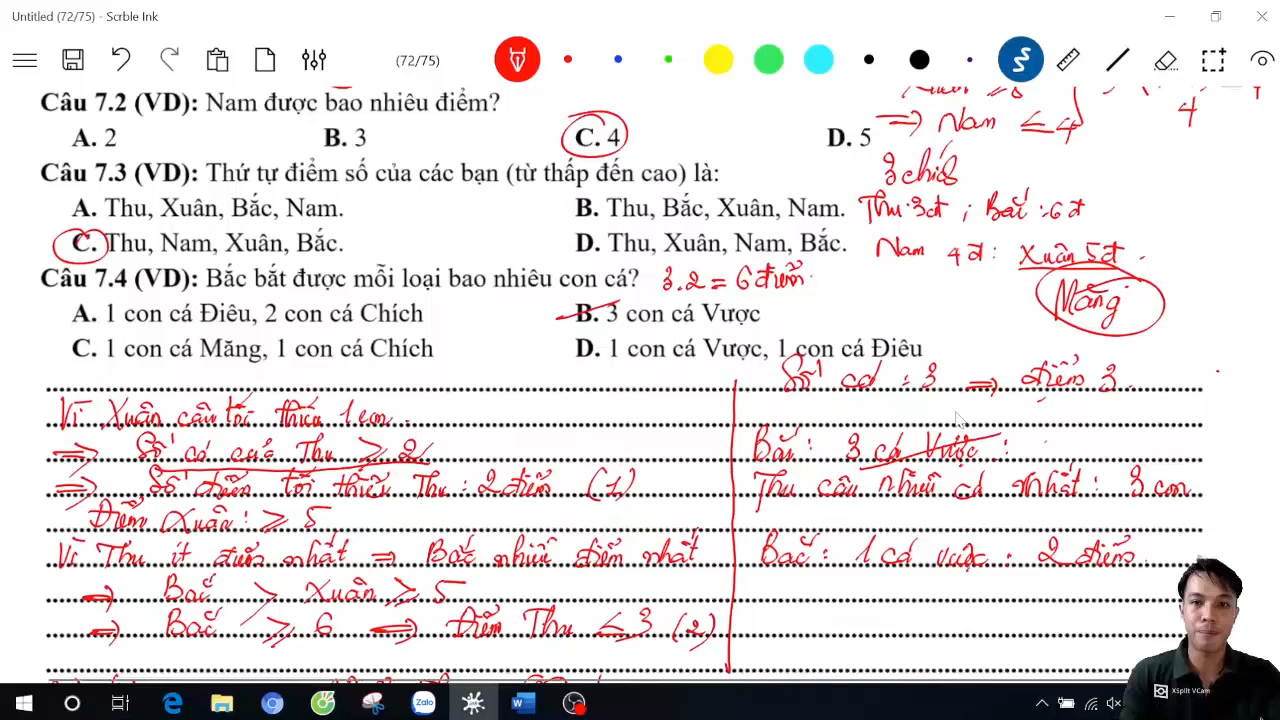 Untitled (72/75) - Scrble Ink
(72/75)
Câu 7.2 (VD): Nam được bao nhiêu điểm?
A. 2 B. 3 C. 4 D. 5
⇒ Nam ≤ 4
4
Câu 7.3 (VD): Thứ tự điểm số của các bạn (từ thấp đến cao) là:
A. Thu, Xuân, Bắc, Nam. B. Thu, Bắc, Xuân, Nam.
Thu: 3đ ; Bắc: 6đ
C. Thu, Nam, Xuân, Bắc. D. Thu, Xuân, Nam, Bắc.
Nam 4đ: Xuân 5đ.
Câu 7.4 (VD): Bắc bắt được mỗi loại bao nhiêu con cá? 3.2 = 6 điểm
Măng
A. 1 con cá Điêu, 2 con cá Chích B. 3 con cá Vược
C. 1 con cá Măng, 1 con cá Chích D. 1 con cá Vược, 1 con cá Điêu
Vì Xuân câu tối thiểu 1 con.
⇒ Số cá của Thu ≥ 2
⇒ Số điểm tối thiểu Thu: 2 điểm (1)
Điểm Xuân: ≥ 5
Vì Thu ít điểm nhất ⇒ Bắc nhiều điểm nhất
⇒ Bắc > Xuân ≥ 5
⇒ Bắc ≥ 6 ⇔ Điểm Thu ≤ 3 (2)
Số cá: 3 ⇒ điểm 3.
Bắc: 3 cá Vược:
Thu câu nhiều cá nhất: 3 con
Bắc: 1 cá vược: 2 điểm.
XSplit VCam
Zalo